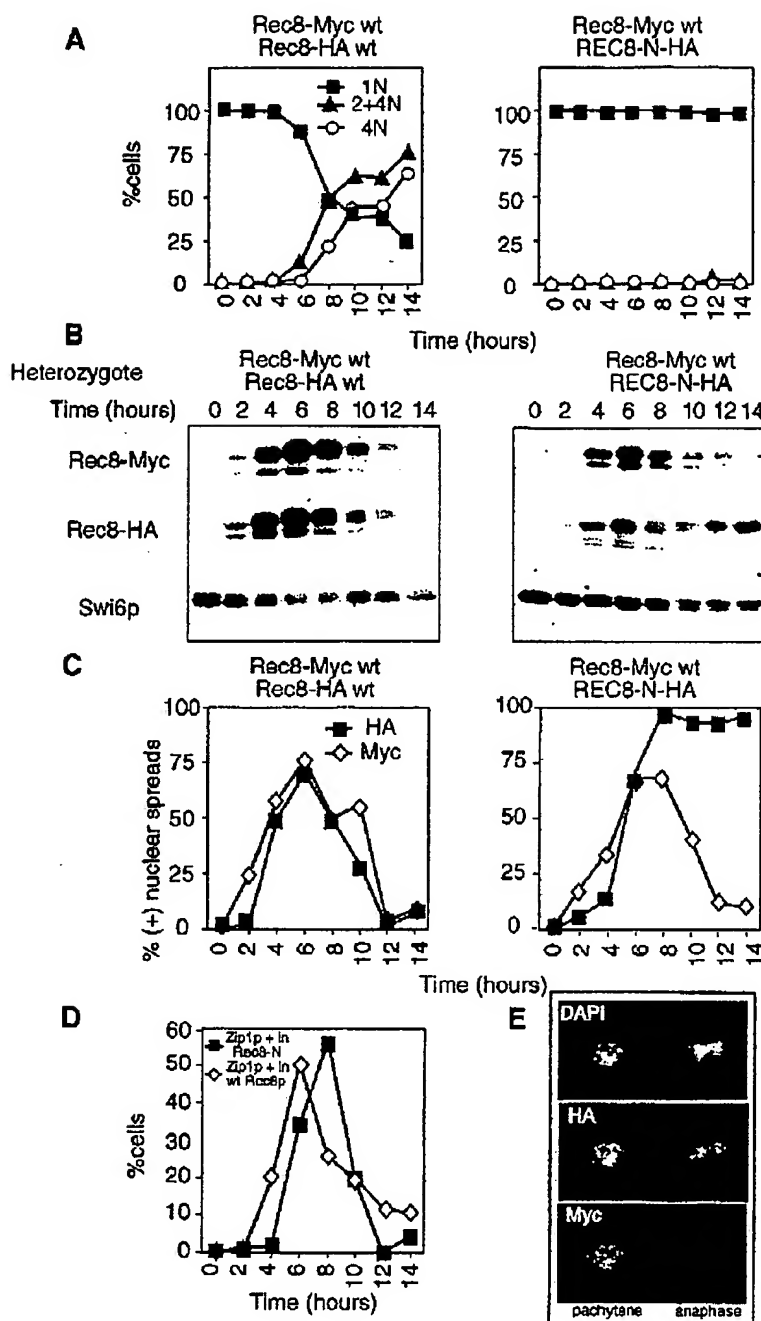 A
Rec8-Myc wt
Rec8-HA wt
Rec8-Myc wt
REC8-N-HA
1N
2+4N
4N
%cells
100
75
50
25
0
0 2 4 6 8 10 12 14
100
75
50
25
0
0 2 4 6 8 10 12 14
Time (hours)
B
Heterozygote
Rec8-Myc wt
Rec8-HA wt
Rec8-Myc wt
REC8-N-HA
Time (hours) 0 2 4 6 8 10 12 14
0 2 4 6 8 10 12 14
Rec8-Myc
Rec8-HA
Swi6p
C
Rec8-Myc wt
Rec8-HA wt
Rec8-Myc wt
REC8-N-HA
HA
Myc
% (+) nuclear spreads
100
75
50
25
0
0 2 4 6 8 10 12 14
100
75
50
25
0
0 2 4 6 8 10 12 14
Time (hours)
D
Zip1p + in
Rec8-N
Zip1p + in
wt Rec8p
%cells
60
50
40
30
20
10
0
0 2 4 6 8 10 12 14
Time (hours)
E
DAPI
HA
Myc
pachytene anaphase